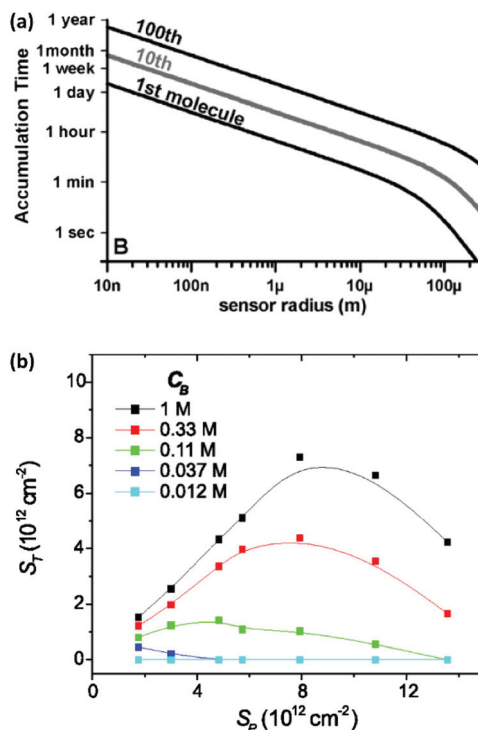 (a)
1 year
1month
1 week
1 day
1 hour
1 min
1 sec
Accumulation Time
100th
10th
1st molecule
B
10n 100n 1µ 10µ 100µ
sensor radius (m)
(b)
C_B
1 M
0.33 M
0.11 M
0.037 M
0.012 M
10
8
6
4
2
0
S_T (10^12 cm^-2)
0 4 8 12
S_P (10^12 cm^-2)